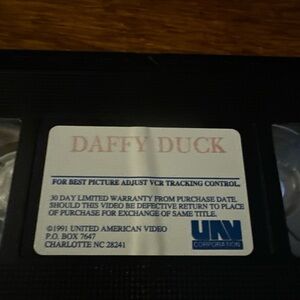 DAFFY DUCK
FOR BEST PICTURE ADJUST VCR TRACKING CONTROL.
30 DAY LIMITED WARRANTY FROM PURCHASE DATE.
SHOULD THIS VIDEO BE DEFECTIVE RETURN TO PLACE
OF PURCHASE FOR EXCHANGE OF SAME TITLE.
©1991 UNITED AMERICAN VIDEO
P.O. BOX 7647
CHARLOTTE NC 28241
UAV
CORPORATION